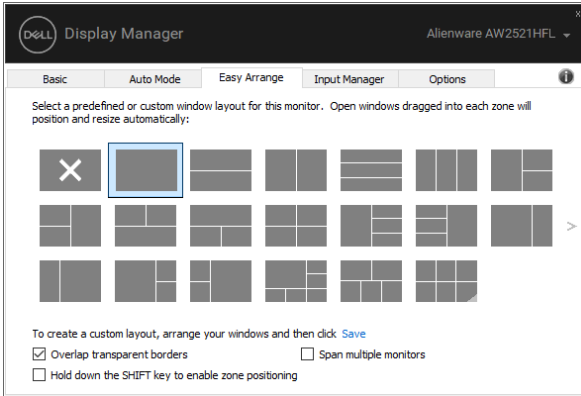 DELL Display Manager
Alienware AW2521HFL
Basic
Auto Mode
Easy Arrange
Input Manager
Options
Select a predefined or custom window layout for this monitor. Open windows dragged into each zone will
position and resize automatically:
To create a custom layout, arrange your windows and then click Save
Overlap transparent borders
Span multiple monitors
Hold down the SHIFT key to enable zone positioning